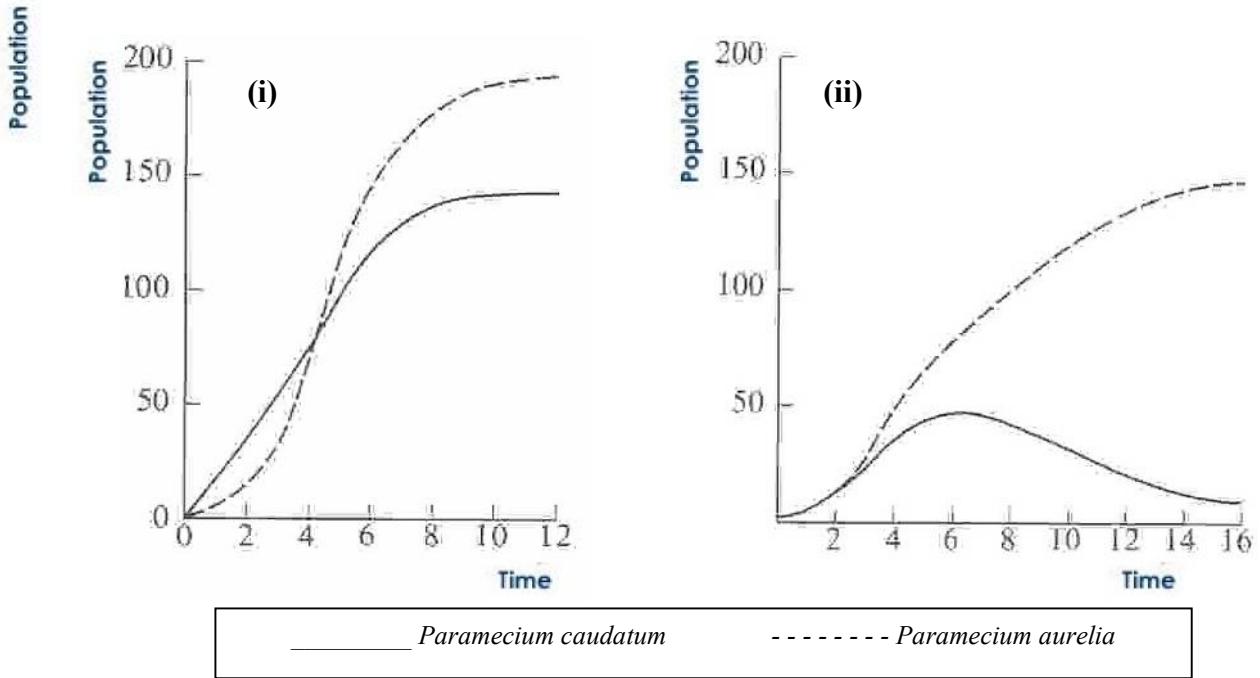 Population
Population
200
150
100
50
0
(i)
0 2 4 6 8 10 12
Time
Population
200
150
100
50
(ii)
2 4 6 8 10 12 14 16
Time
_________ Paramecium caudatum - - - - - - - - Paramecium aurelia